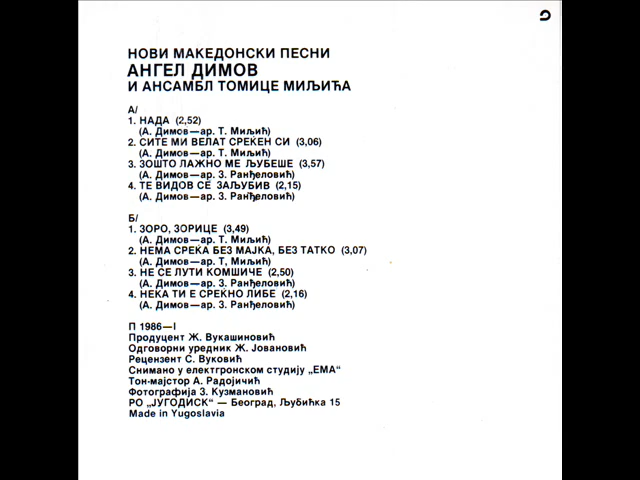 НОВИ МАКЕДОНСКИ ПЕСНИ
АНГЕЛ ДИМОВ
И АНСАМБЛ ТОМИЦЕ МИЉИЋА
А/
1. НАДА (2,52)
(А. Димов—ар. Т. Миљић)
2. СИТЕ МИ ВЕЛАТ СРЕЌЕН СИ (3,06)
(А. Димов—ар. Т. Миљић)
3. ЗОШТО ЛАЖНО МЕ ЉУБЕШЕ (3,57)
(А. Димов—ар. З. Ранђеловић)
4. ТЕ ВИДОВ СЕ ЗАЉУБИВ (2,15)
(А. Димов—ар. З. Ранђеловић)
Б/
1. ЗОРО, ЗОРИЦЕ (3,49)
(А. Димов—ар. Т. Миљић)
2. НЕМА СРЕЌА БЕЗ МАЈКА, БЕЗ ТАТКО (3,07)
(А. Димов—ар. Т, Миљић)
3. НЕ СЕ ЛУТИ КОМШИЧЕ (2,50)
(А. Димов—ар. З. Ранђеловић)
4. НЕКА ТИ Е СРЕЌНО ЛИБЕ (2,16)
(А. Димов—ар. З. Ранђеловић)
П 1986—I
Продуцент Ж. Вукашиновић
Одговорни уредник Ж. Јовановић
Рецензент С. Вуковић
Снимано у електгронском студију „ЕМА“
Тон-мајстор А. Радојичић
Фотографија З. Кузмановић
РО „ЈУГОДИСК“ — Београд, Љубићка 15
Made in Yugoslavia